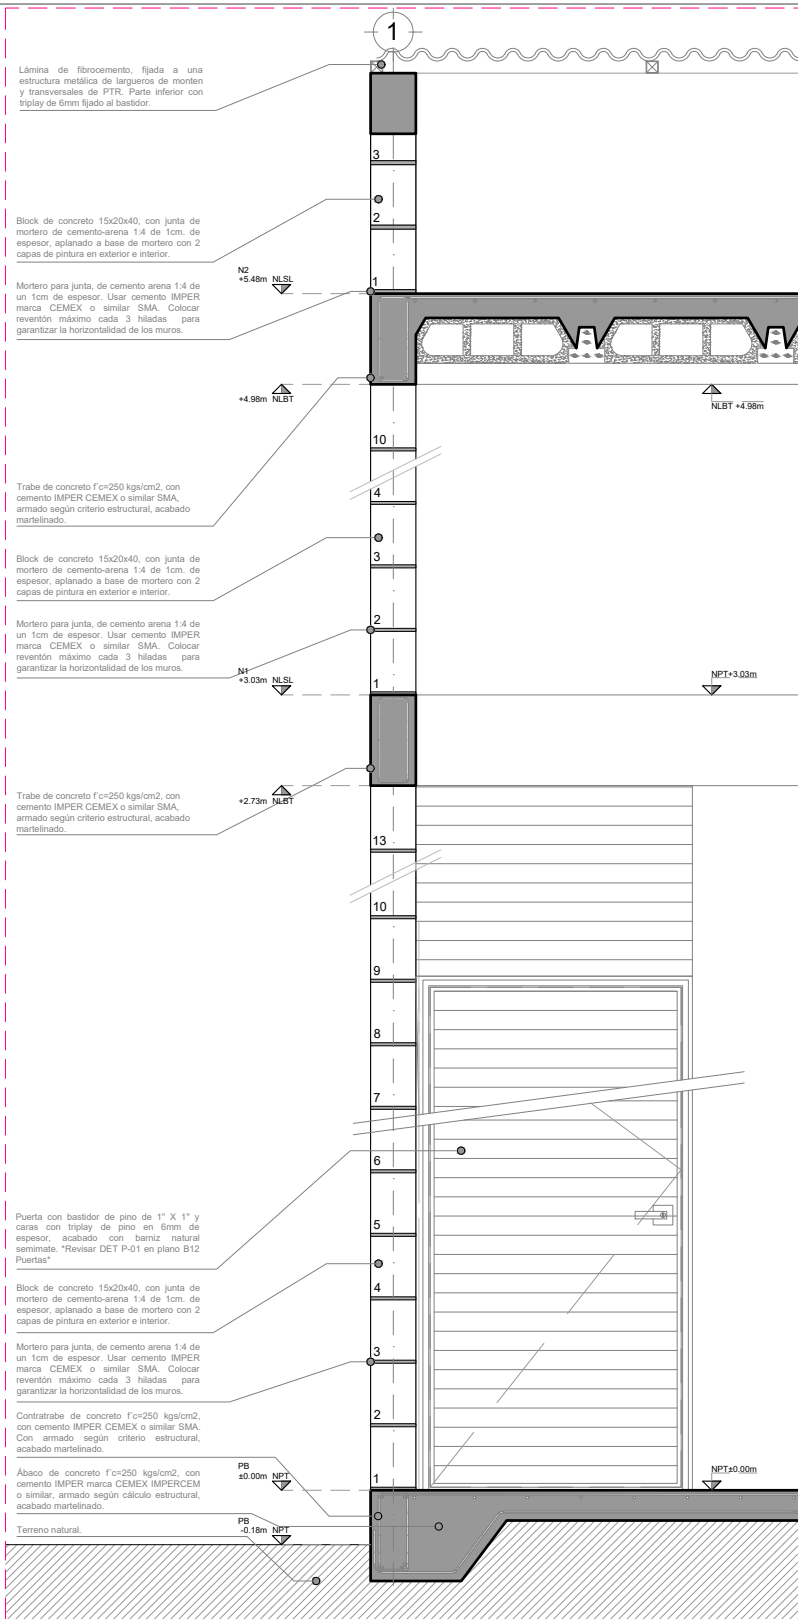 1
Lámina de fibrocemento, fijada a una
estructura metálica de largueros de monten
y transversales de PTR. Parte inferior con
triplay de 6mm fijado al bastidor.
3
Block de concreto 15x20x40, con junta de
mortero de cemento-arena 1:4 de 1cm. de
espesor, aplanado a base de mortero con 2
capas de pintura en exterior e interior.
2
N2
+5.48m NLSL
1
Mortero para junta, de cemento arena 1:4 de
un 1cm de espesor. Usar cemento IMPER
marca CEMEX o similar SMA. Colocar
reventón máximo cada 3 hiladas para
garantizar la horizontalidad de los muros.
+4.98m NLBT
NLBT +4.98m
10
4
Trabe de concreto f´c=250 kgs/cm2, con
cemento IMPER CEMEX o similar SMA,
armado según criterio estructural, acabado
martelinado.
3
Block de concreto 15x20x40, con junta de
mortero de cemento-arena 1:4 de 1cm. de
espesor, aplanado a base de mortero con 2
capas de pintura en exterior e interior.
2
Mortero para junta, de cemento arena 1:4 de
un 1cm de espesor. Usar cemento IMPER
marca CEMEX o similar SMA. Colocar
reventón máximo cada 3 hiladas para
garantizar la horizontalidad de los muros.
N1
+3.03m NLSL
1
NPT+3.03m
Trabe de concreto f´c=250 kgs/cm2, con
cemento IMPER CEMEX o similar SMA,
armado según criterio estructural, acabado
martelinado.
+2.73m NLBT
13
10
9
8
7
6
5
Puerta con bastidor de pino de 1" X 1" y
caras con triplay de pino en 6mm de
espesor, acabado con barniz natural
semimate. *Revisar DET P-01 en plano B12
Puertas*
4
Block de concreto 15x20x40, con junta de
mortero de cemento-arena 1:4 de 1cm. de
espesor, aplanado a base de mortero con 2
capas de pintura en exterior e interior.
3
Mortero para junta, de cemento arena 1:4 de
un 1cm de espesor. Usar cemento IMPER
marca CEMEX o similar SMA. Colocar
reventón máximo cada 3 hiladas para
garantizar la horizontalidad de los muros.
2
Contratrabe de concreto f´c=250 kgs/cm2,
con cemento IMPER CEMEX o similar SMA.
Con armado según criterio estructural,
acabado martelinado.
PB
±0.00m NPT
1
NPT±0.00m
Ábaco de concreto f´c=250 kgs/cm2, con
cemento IMPER marca CEMEX IMPERCEM
o similar, armado según cálculo estructural,
acabado martelinado.
PB
-0.18m NPT
Terreno natural.